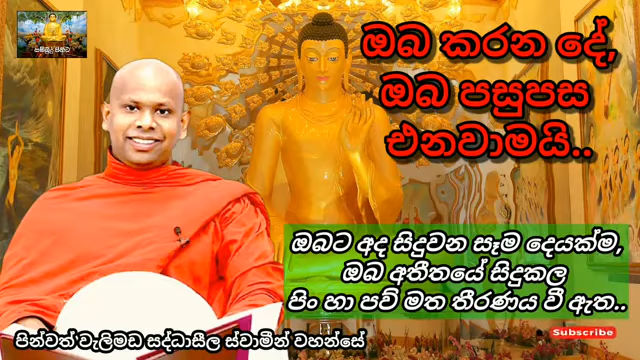 ඔබ කරන දේ,
ඔබ පසුපස
එනවාමයි..
ඔබට අද සිදුවන සෑම දෙයක්ම,
ඔබ අතීතයේ සිදුකල
පිං හා පව් මත තීරණය වී ඇත..
Subscribe
පින්වත් වැලිමඩ සද්ධාසීල ස්වාමීන් වහන්සේ